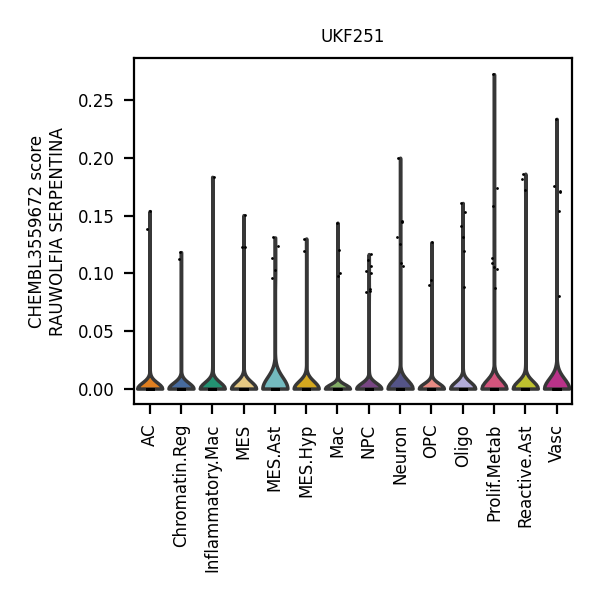 UKF251
CHEMBL3559672 score
RAUWOLFIA SERPENTINA
0.25
0.20
0.15
0.10
0.05
0.00
AC
Chromatin.Reg
Inflammatory.Mac
MES
MES.Ast
MES.Hyp
Mac
NPC
Neuron
OPC
Oligo
Prolif.Metab
Reactive.Ast
Vasc